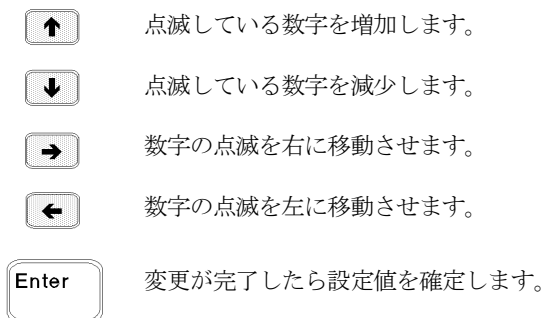 点滅している数字を増加します。
点滅している数字を減少します。
数字の点滅を右に移動させます。
数字の点滅を左に移動させます。
Enter 変更が完了したら設定値を確定します。